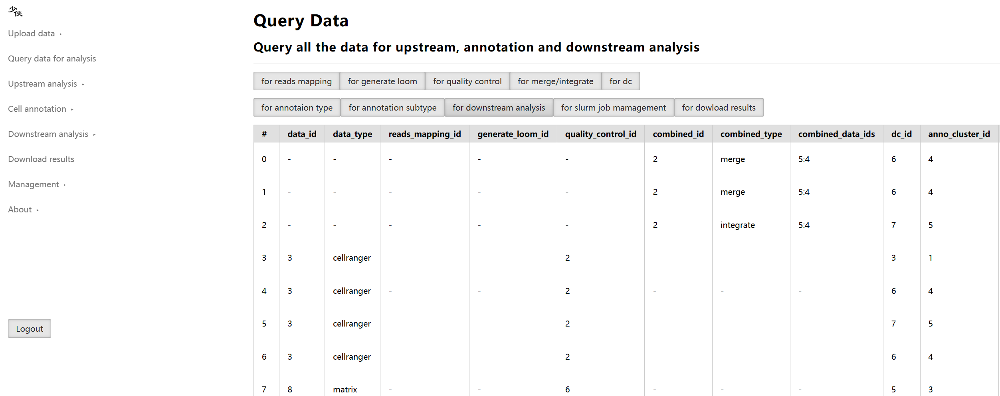 少侠
Upload data ▸
Query data for analysis
Upstream analysis ▸
Cell annotation ▸
Downstream analysis ▸
Download results
Management ▸
About ▸
Logout
Query Data
Query all the data for upstream, annotation and downstream analysis
for reads mapping for generate loom for quality control for merge/integrate for dc
for annotaion type for annotation subtype for downstream analysis for slurm job mamagement for dowload results
# data_id data_type reads_mapping_id generate_loom_id quality_control_id combined_id combined_type combined_data_ids dc_id anno_cluster_id
0 - - - - - 2 merge 5:4 6 4
1 - - - - - 2 merge 5:4 6 4
2 - - - - - 2 integrate 5:4 7 5
3 3 cellranger - - 2 - - - 3 1
4 3 cellranger - - 2 - - - 6 4
5 3 cellranger - - 2 - - - 7 5
6 3 cellranger - - 2 - - - 6 4
7 8 matrix - - 6 - - - 5 3